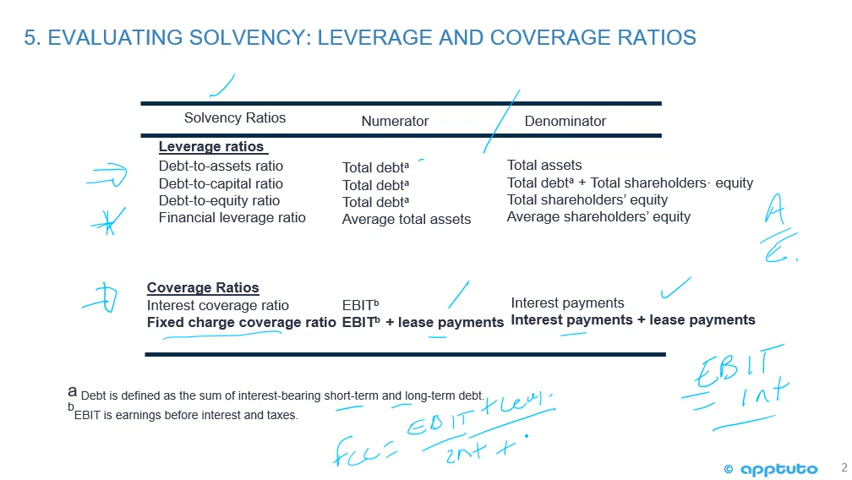 5. EVALUATING SOLVENCY: LEVERAGE AND COVERAGE RATIOS
Solvency Ratios Numerator Denominator
Leverage ratios
Debt-to-assets ratio Total debtᵃ Total assets
Debt-to-capital ratio Total debtᵃ Total debtᵃ + Total shareholders· equity
Debt-to-equity ratio Total debtᵃ Total shareholders’ equity
Financial leverage ratio Average total assets Average shareholders’ equity
A
E.
Coverage Ratios
Interest coverage ratio EBITᵇ Interest payments
Fixed charge coverage ratio EBITᵇ + lease payments Interest payments + lease payments
EBIT
Int
a Debt is defined as the sum of interest-bearing short-term and long-term debt.
ᵇEBIT is earnings before interest and taxes.
= EBIT +
Int +
© apptuto 2